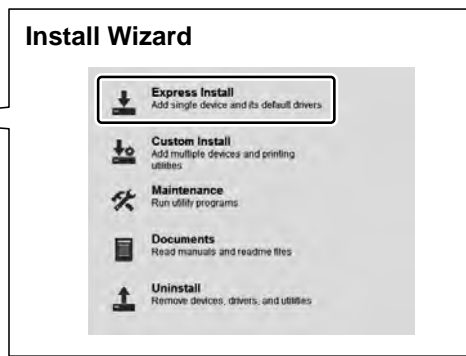 Install Wizard
Express Install
Add single device and its default drivers
Custom Install
Add multiple devices and printing
utilities
Maintenance
Run utility programs
Documents
Read manuals and readme files
Uninstall
Remove devices, drivers, and utilities